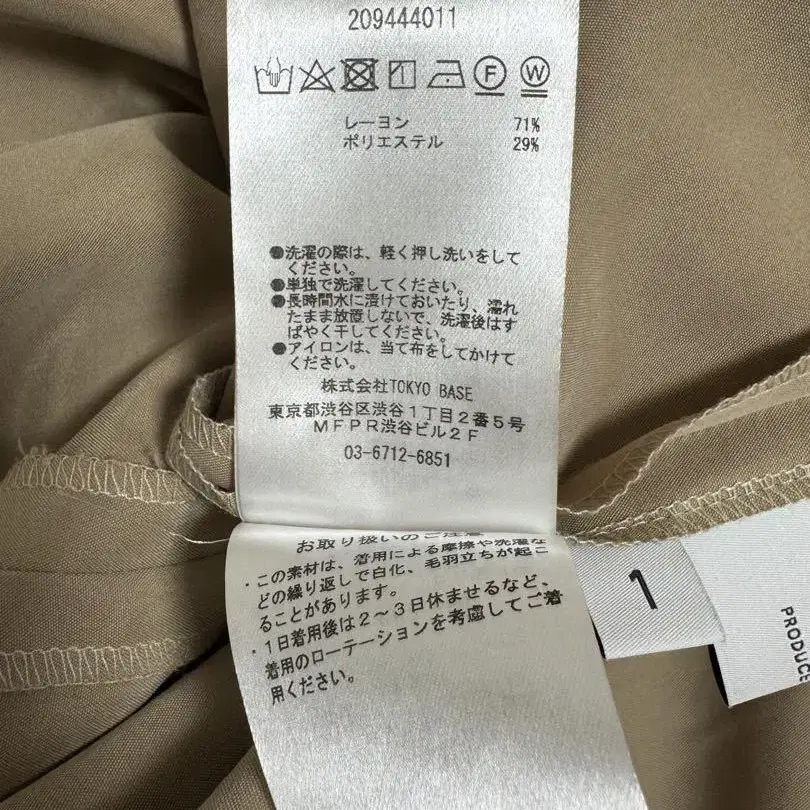 209444011
F
W
レーヨン 71%
ポリエステル 29%
●洗濯の際は、軽く押し洗いをして
ください。
●単独で洗濯してください。
●長時間水に漬けておいたり、濡れ
たまま放置しないで、洗濯後はす
ばやく干してください。
●アイロンは、当て布をしてかけて
ください。
株式会社TOKYO BASE
東京都渋谷区渋谷1丁目2番5号
MFPR渋谷ビル2F
03-6712-6851
お取り扱いのご注意
・この素材は、着用による摩擦や洗濯な
どの繰り返しで白化、毛羽立ちが起こ
ることがあります。
・1日着用後は2～3日休ませるなど、
着用のローテーションを考慮してご着
用ください。
1
PRODUCE